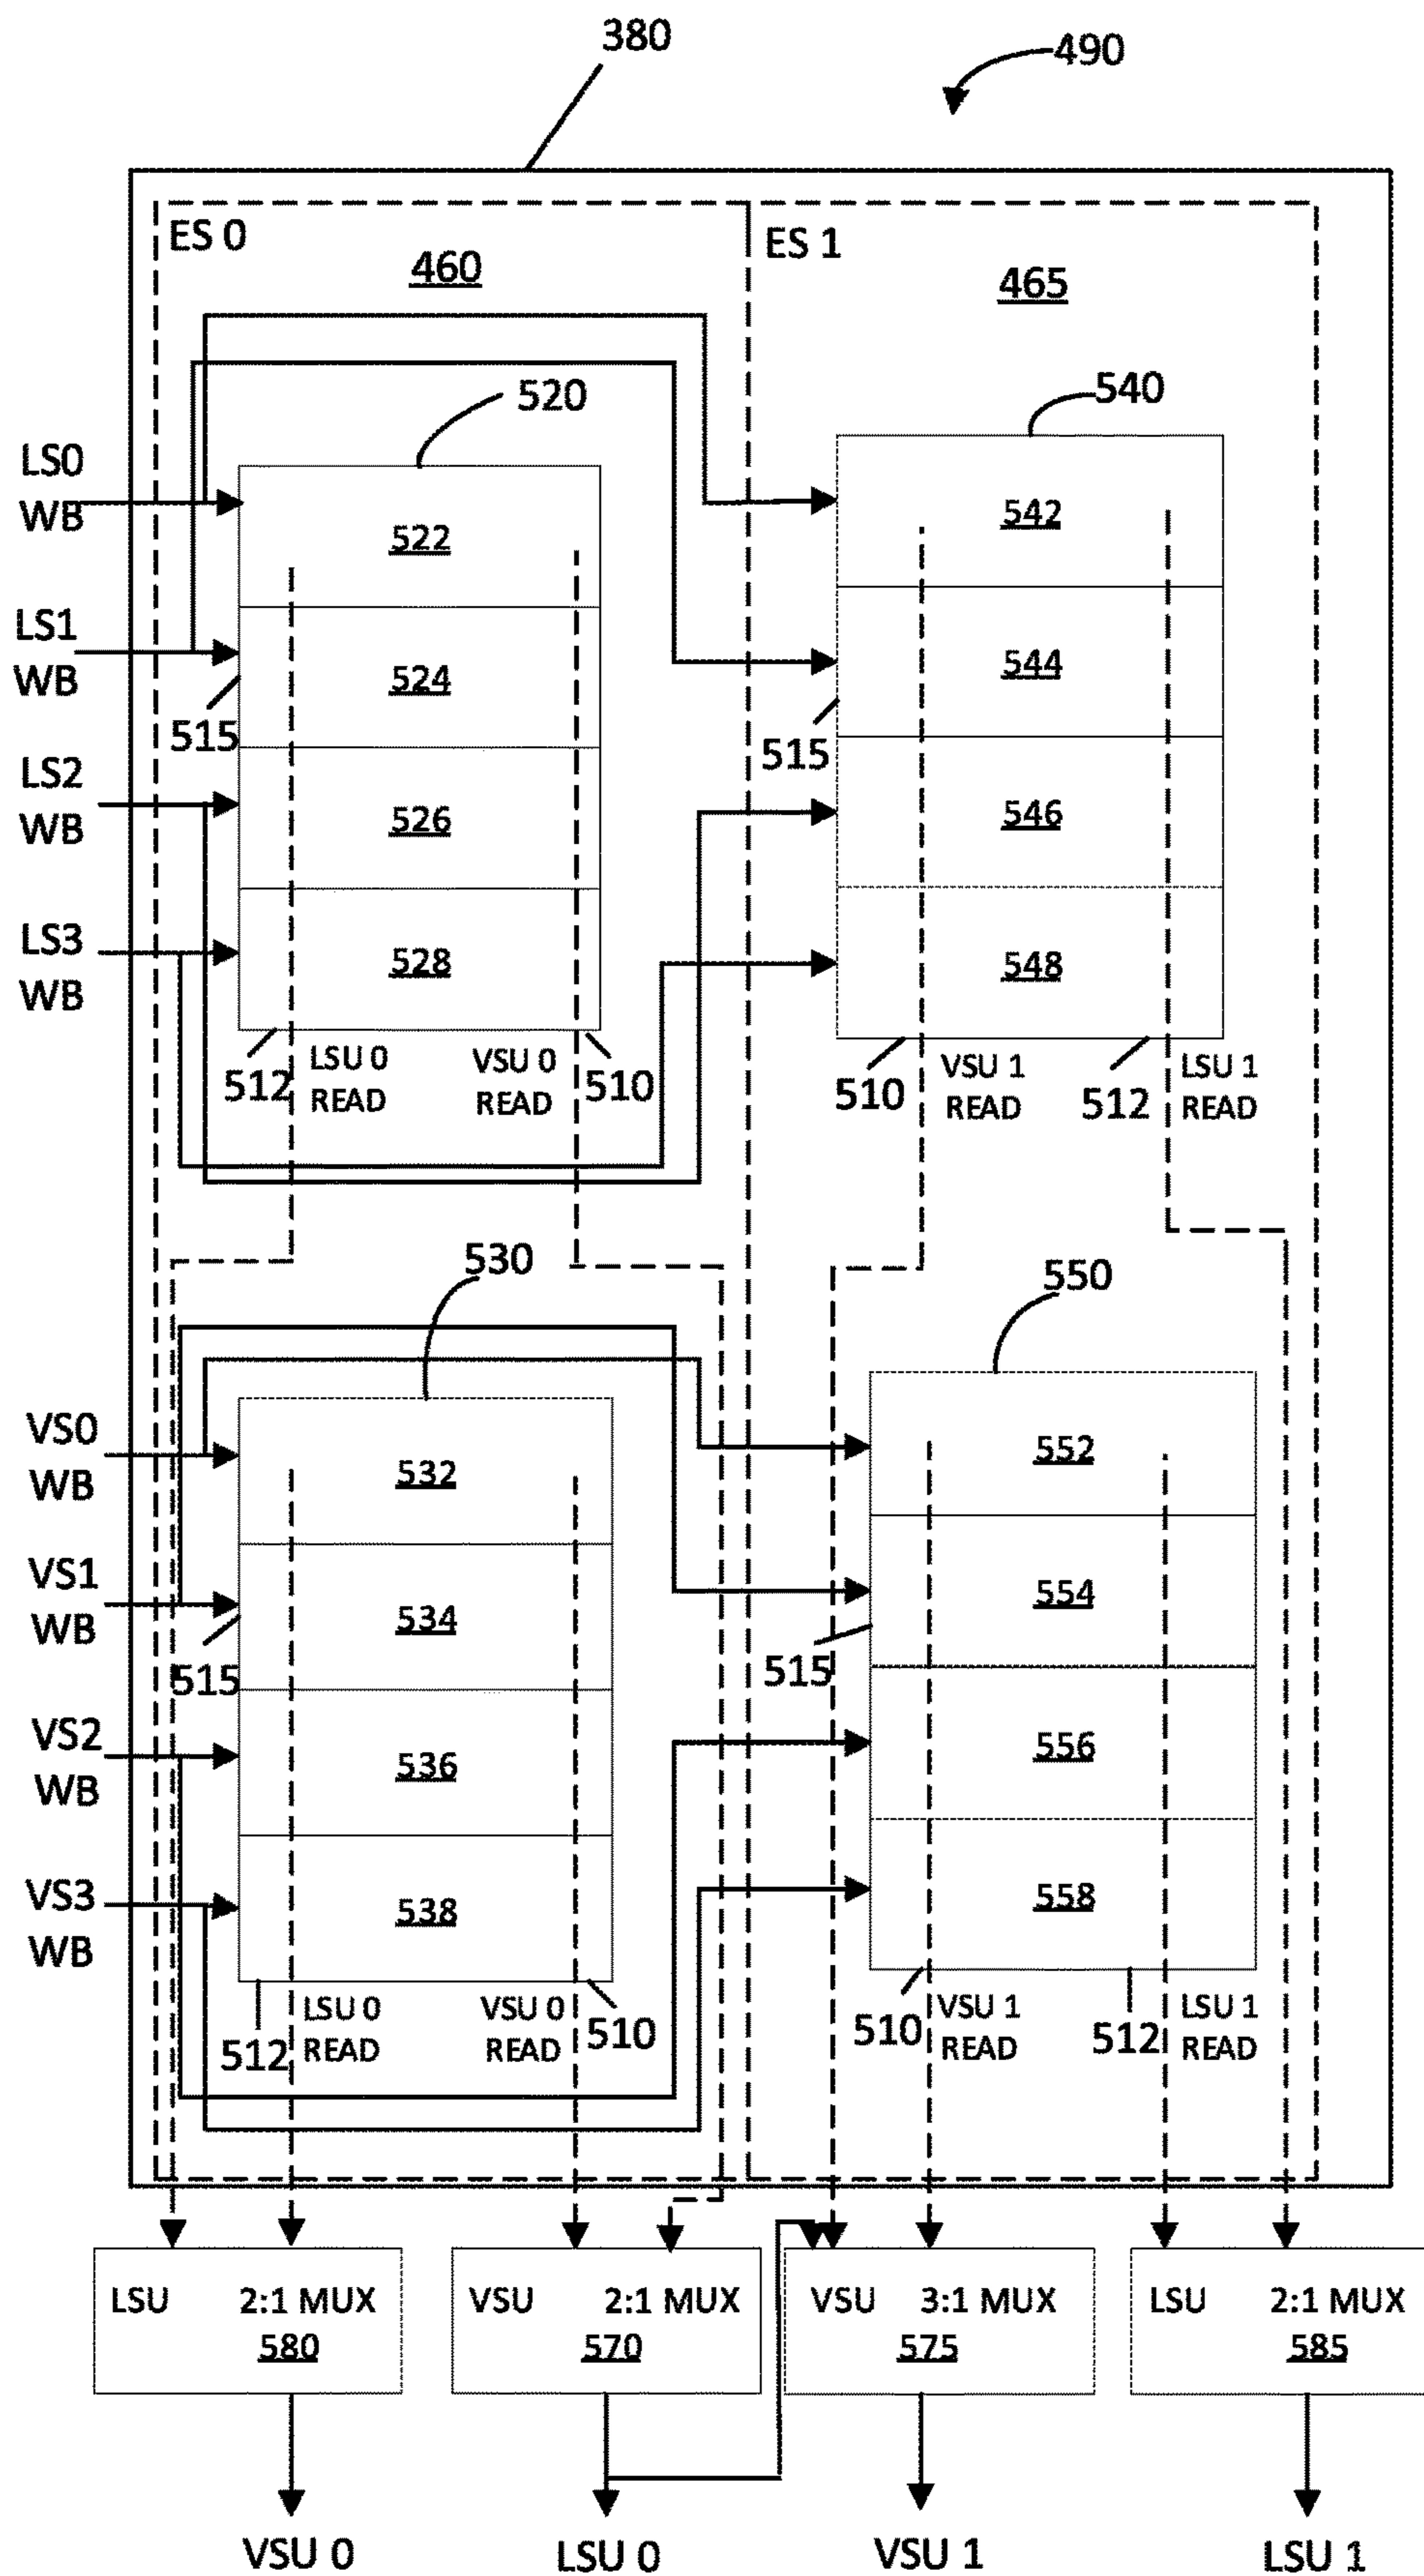 380
490
ES 0
ES 1
460
465
520
540
LS0
WB
522
542
LS1
WB
524
544
515
515
LS2
WB
526
546
LS3
WB
528
548
512
LSU 0
READ
VSU 0
READ
510
510
VSU 1
READ
512
LSU 1
READ
530
550
VS0
WB
532
552
VS1
WB
534
554
515
515
VS2
WB
536
556
VS3
WB
538
558
512
LSU 0
READ
VSU 0
READ
510
510
VSU 1
READ
512
LSU 1
READ
LSU 2:1 MUX
580
VSU 2:1 MUX
570
VSU 3:1 MUX
575
LSU 2:1 MUX
585
VSU 0
LSU 0
VSU 1
LSU 1